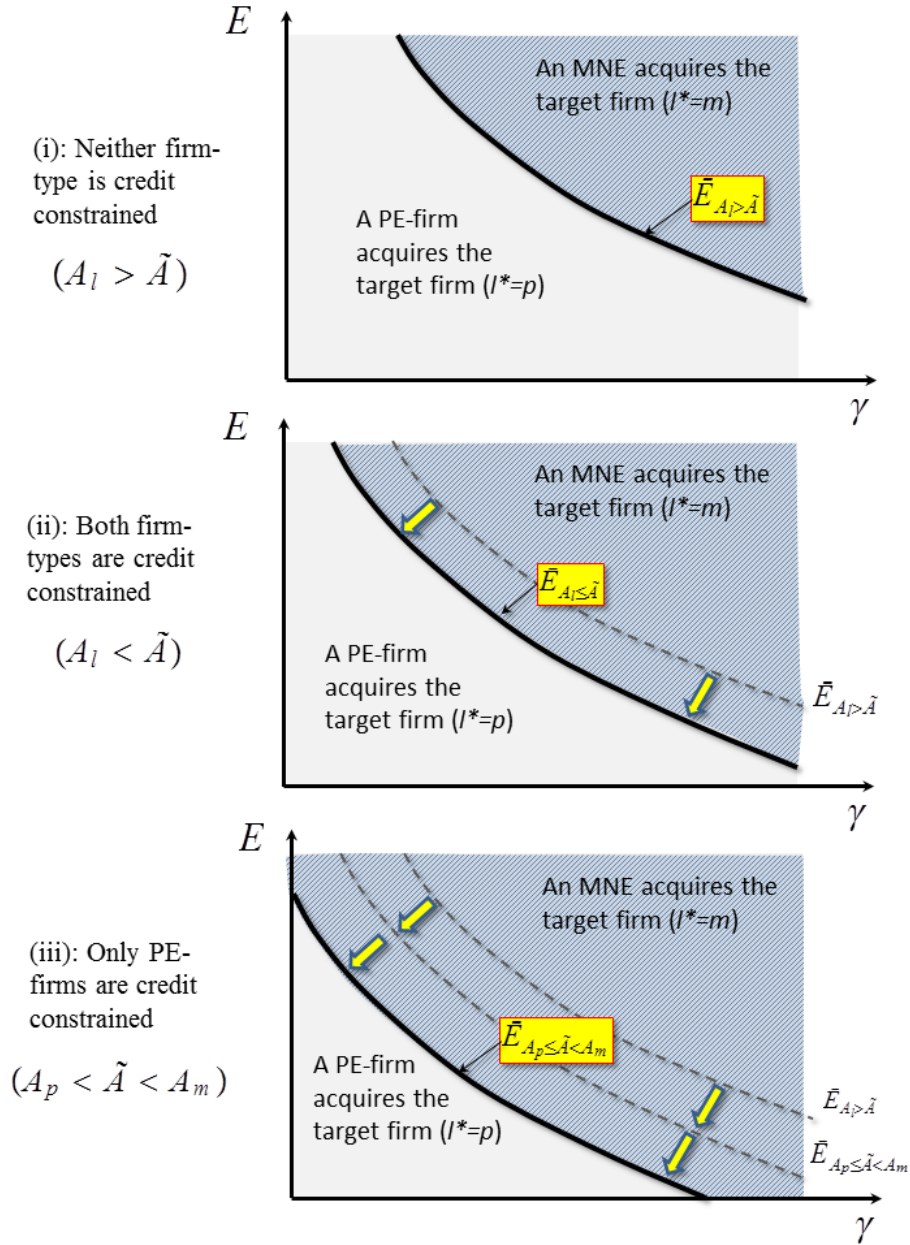 E
An MNE acquires the
target firm (l*=m)
(i): Neither firm-
type is credit
constrained
(A_l > Ã)
Ē_{A_l>Ã}
A PE-firm
acquires the
target firm (l*=p)
γ
E
An MNE acquires the
target firm (l*=m)
(ii): Both firm-
types are credit
constrained
(A_l < Ã)
Ē_{A_l≤Ã}
A PE-firm
acquires the
target firm (l*=p)
Ē_{A_l>Ã}
γ
E
An MNE acquires the
target firm (l*=m)
(iii): Only PE-
firms are credit
constrained
(A_p < Ã < A_m)
Ē_{A_p≤Ã<A_m}
A PE-firm
acquires the
target firm (l*=p)
Ē_{A_l>Ã}
Ē_{A_p≤Ã<A_m}
γ